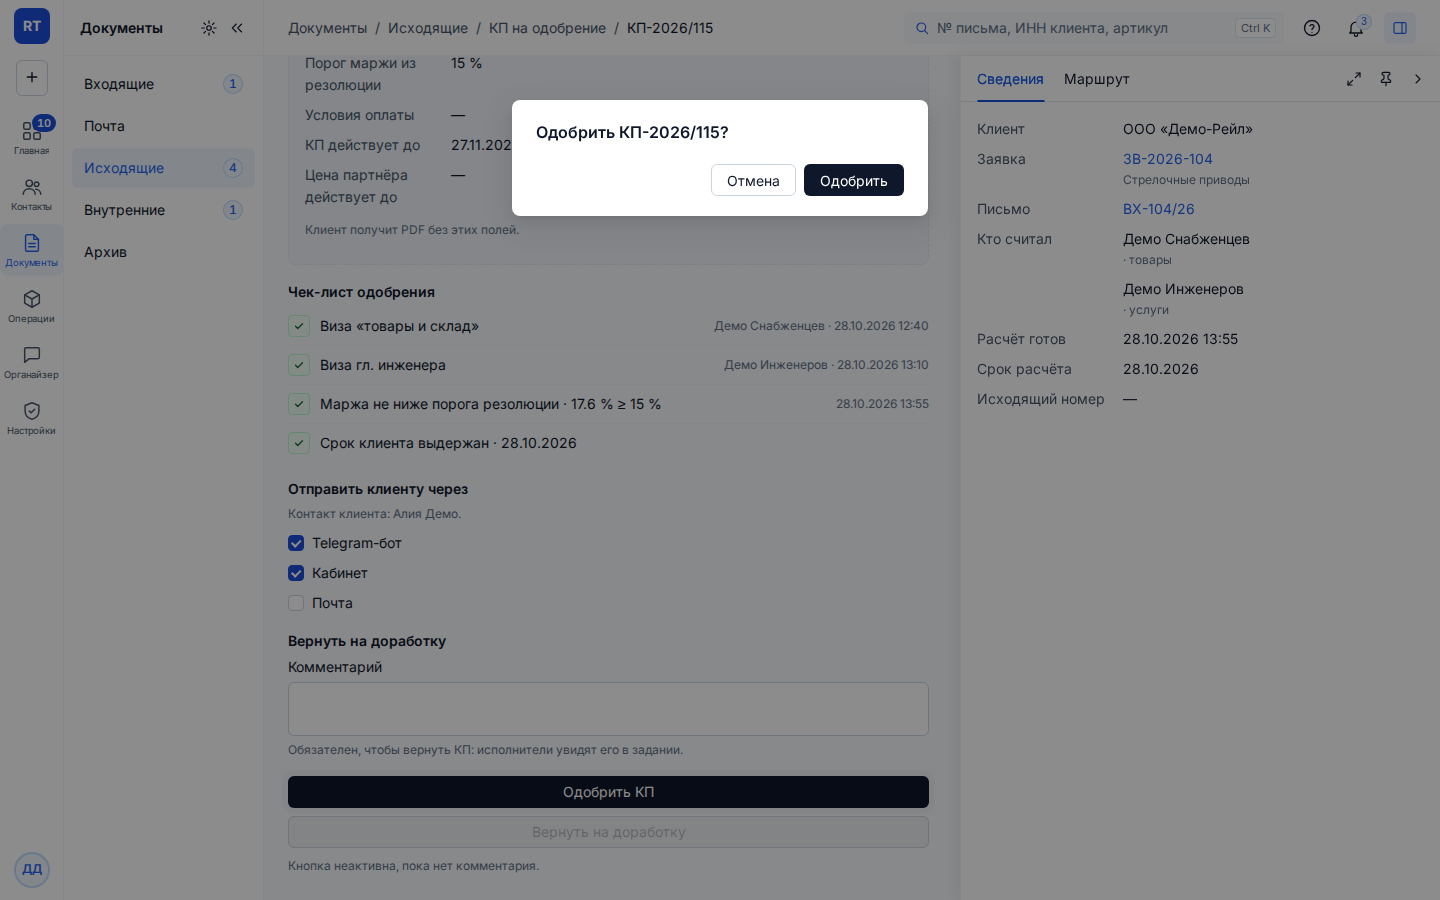 RT
Документы
Документы / Исходящие / КП на одобрение / КП-2026/115
№ письма, ИНН клиента, артикул
Ctrl K
3
10
Главная
Контакты
Документы
Операции
Органайзер
Настройки
ДД
Входящие 1
Почта
Исходящие 4
Внутренние 1
Архив
Порог маржи из резолюции
15 %
Условия оплаты —
КП действует до 27.11.202
Цена партнёра действует до
—
Клиент получит PDF без этих полей.
Одобрить КП-2026/115?
Отмена
Одобрить
Чек-лист одобрения
Виза «товары и склад» Демо Снабженцев · 28.10.2026 12:40
Виза гл. инженера Демо Инженеров · 28.10.2026 13:10
Маржа не ниже порога резолюции · 17.6 % ≥ 15 % 28.10.2026 13:55
Срок клиента выдержан · 28.10.2026
Отправить клиенту через
Контакт клиента: Алия Демо.
Telegram-бот
Кабинет
Почта
Вернуть на доработку
Комментарий
Обязателен, чтобы вернуть КП: исполнители увидят его в задании.
Одобрить КП
Вернуть на доработку
Кнопка неактивна, пока нет комментария.
Сведения Маршрут
Клиент ООО «Демо-Рейл»
Заявка ЗВ-2026-104
Стрелочные приводы
Письмо ВХ-104/26
Кто считал Демо Снабженцев
· товары
Демо Инженеров
· услуги
Расчёт готов 28.10.2026 13:55
Срок расчёта 28.10.2026
Исходящий номер —